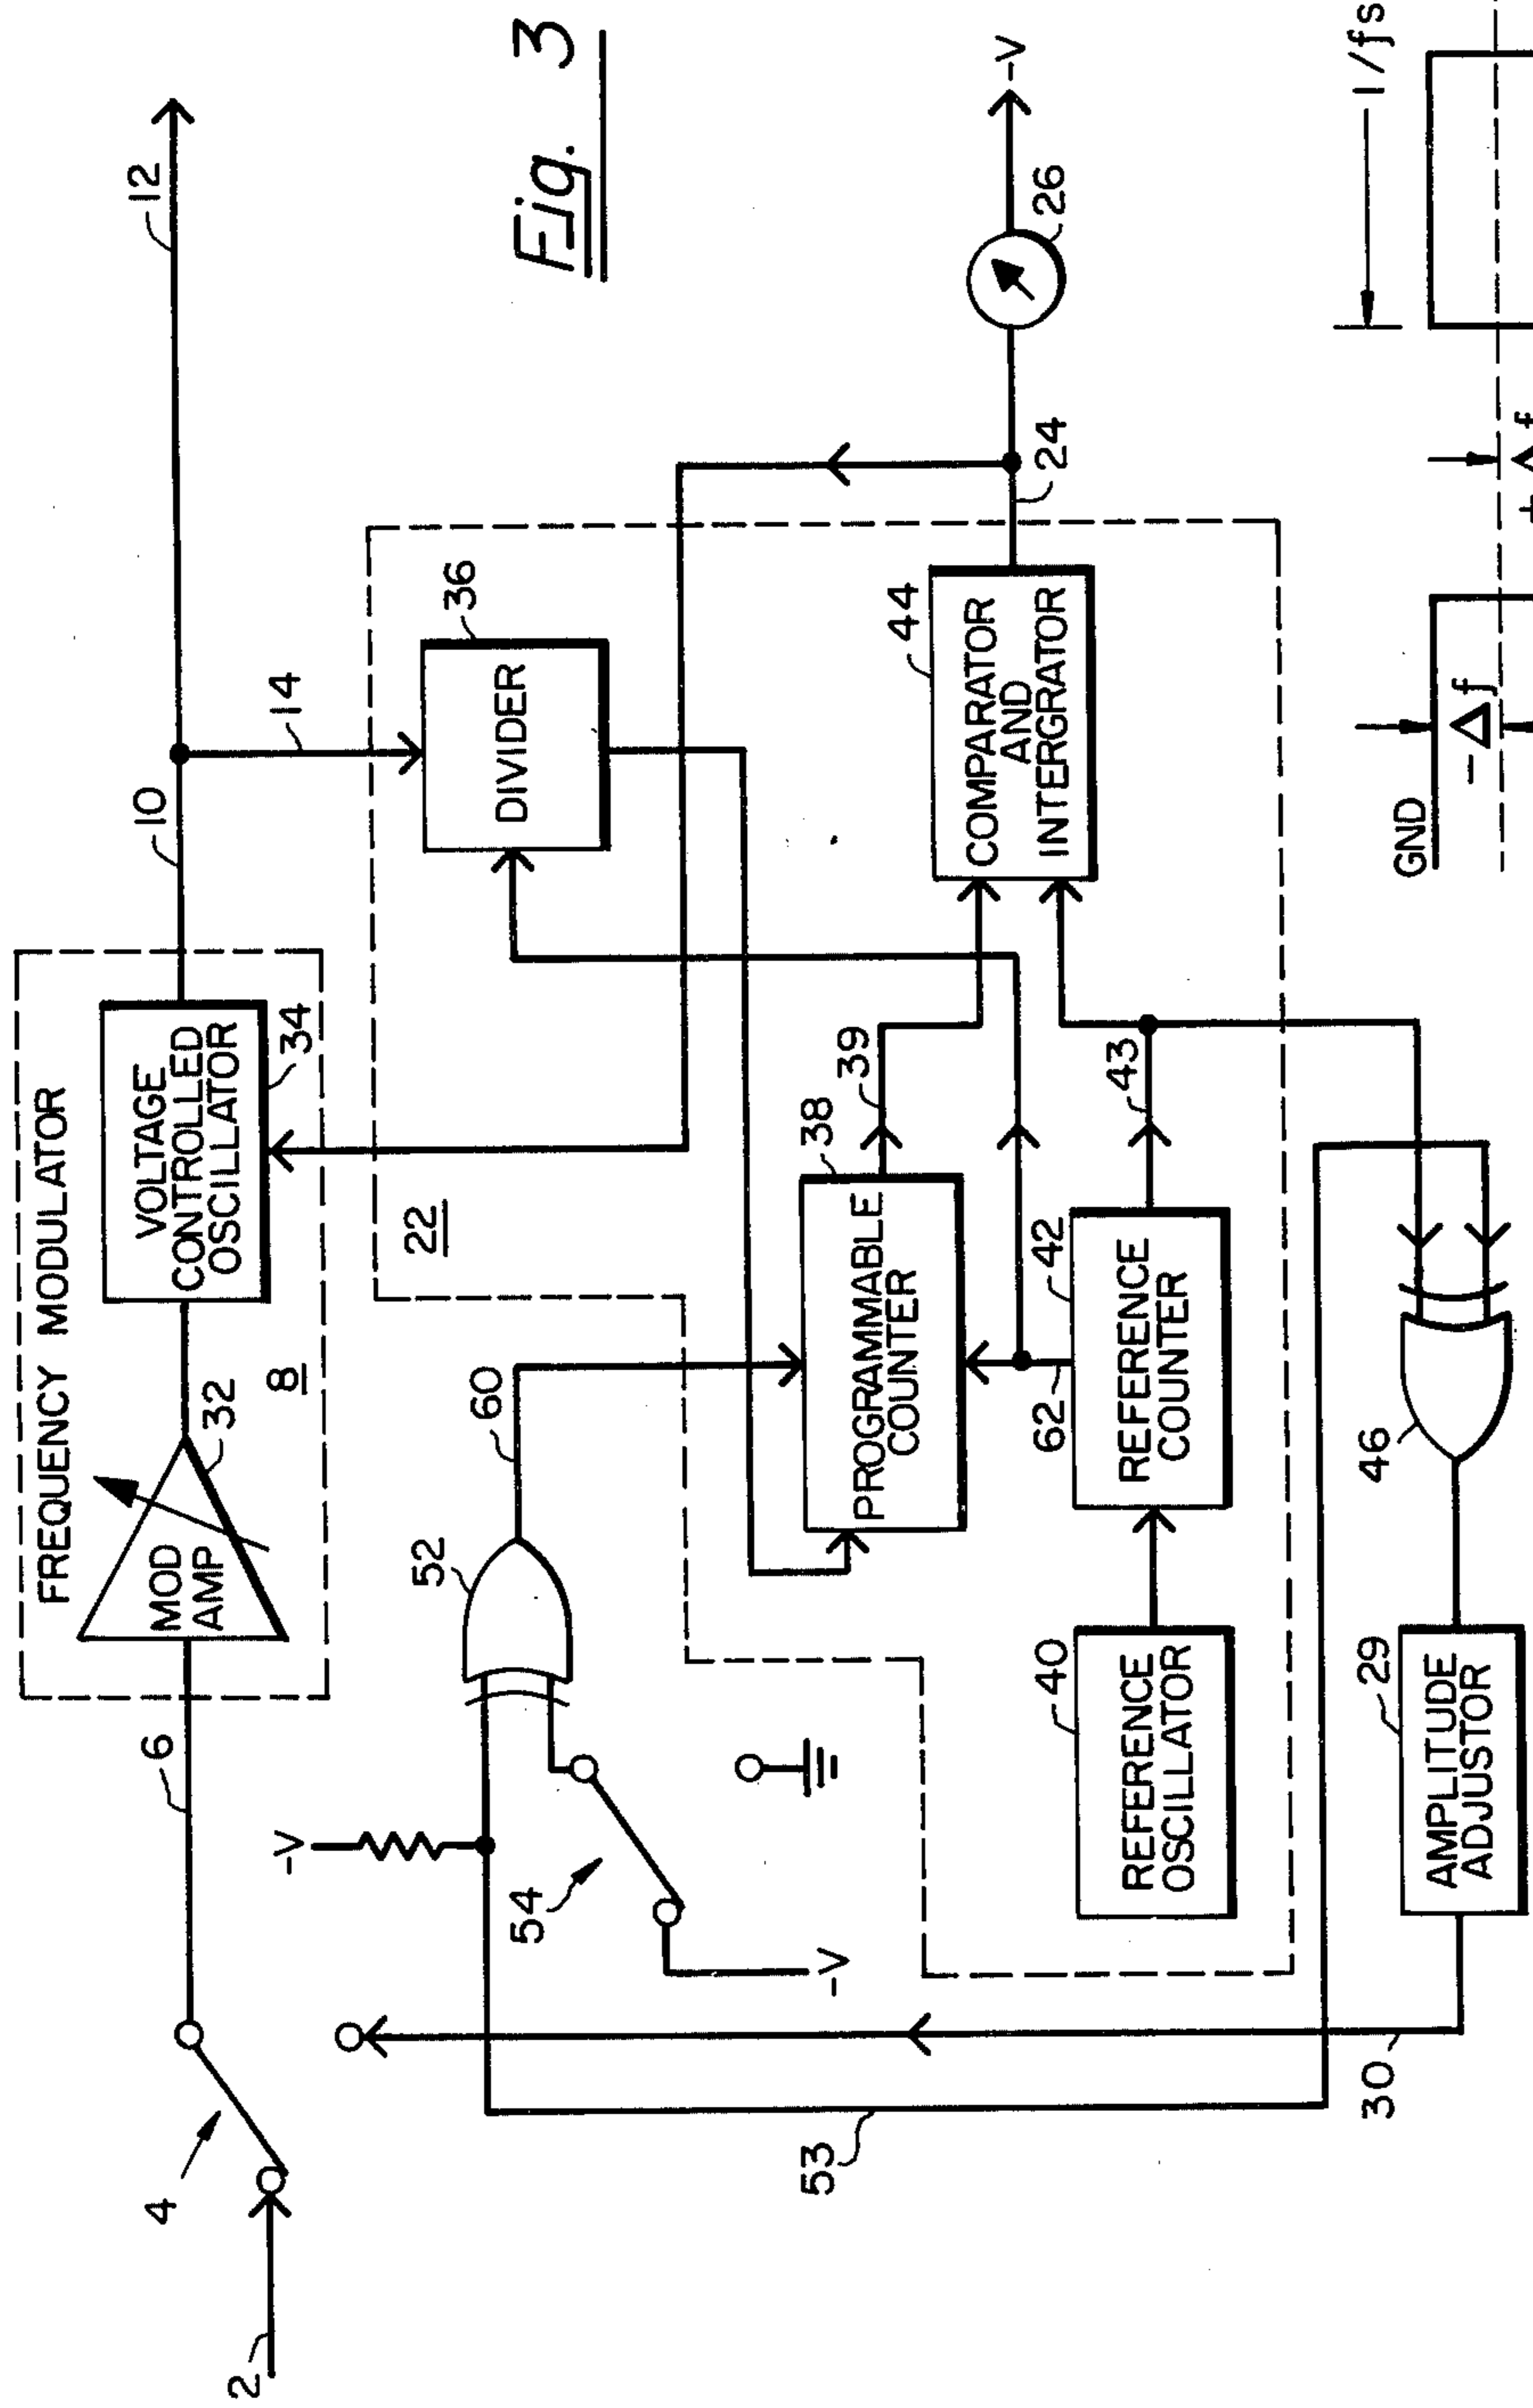 Fig. 3
FREQUENCY MODULATOR
8
MOD
AMP
32
VOLTAGE
CONTROLLED
OSCILLATOR
34
2
4
6
10
12
14
DIVIDER
36
22
-V
52
54
-V
53
60
PROGRAMMABLE
COUNTER
38
39
COMPARATOR
AND
INTERGRATOR
44
24
26
-V
REFERENCE
OSCILLATOR
40
REFERENCE
COUNTER
42
43
62
46
AMPLITUDE
ADJUSTOR
29
30
GND
-Δf
1/fs